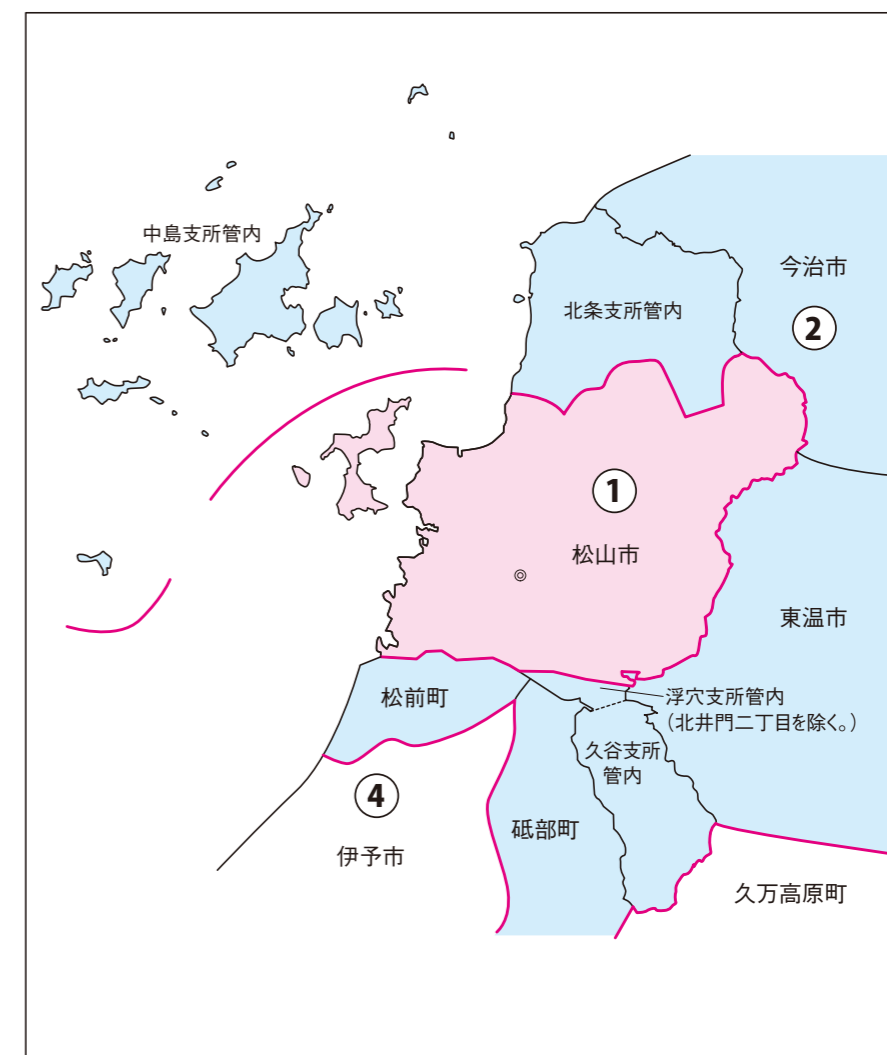 中島支所管内
今治市
②
北条支所管内
①
松山市
東温市
松前町
浮穴支所管内
(北井門二丁目を除く。)
久谷支所
管内
④
砥部町
伊予市
久万高原町